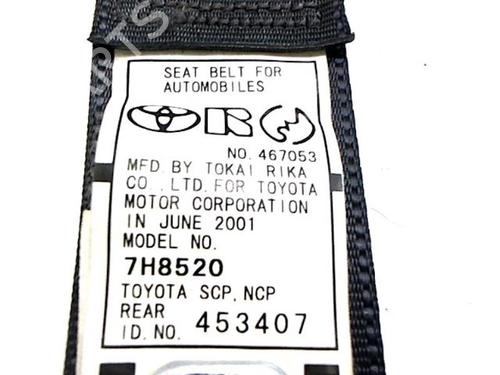 SEAT BELT FOR
AUTOMOBILES
NO. 467053
MFD. BY TOKAI RIKA
CO., LTD. FOR TOYOTA
MOTOR CORPORATION
IN JUNE 2001
MODEL NO.
7H8520
TOYOTA SCP, NCP
REAR
ID. NO. 453407